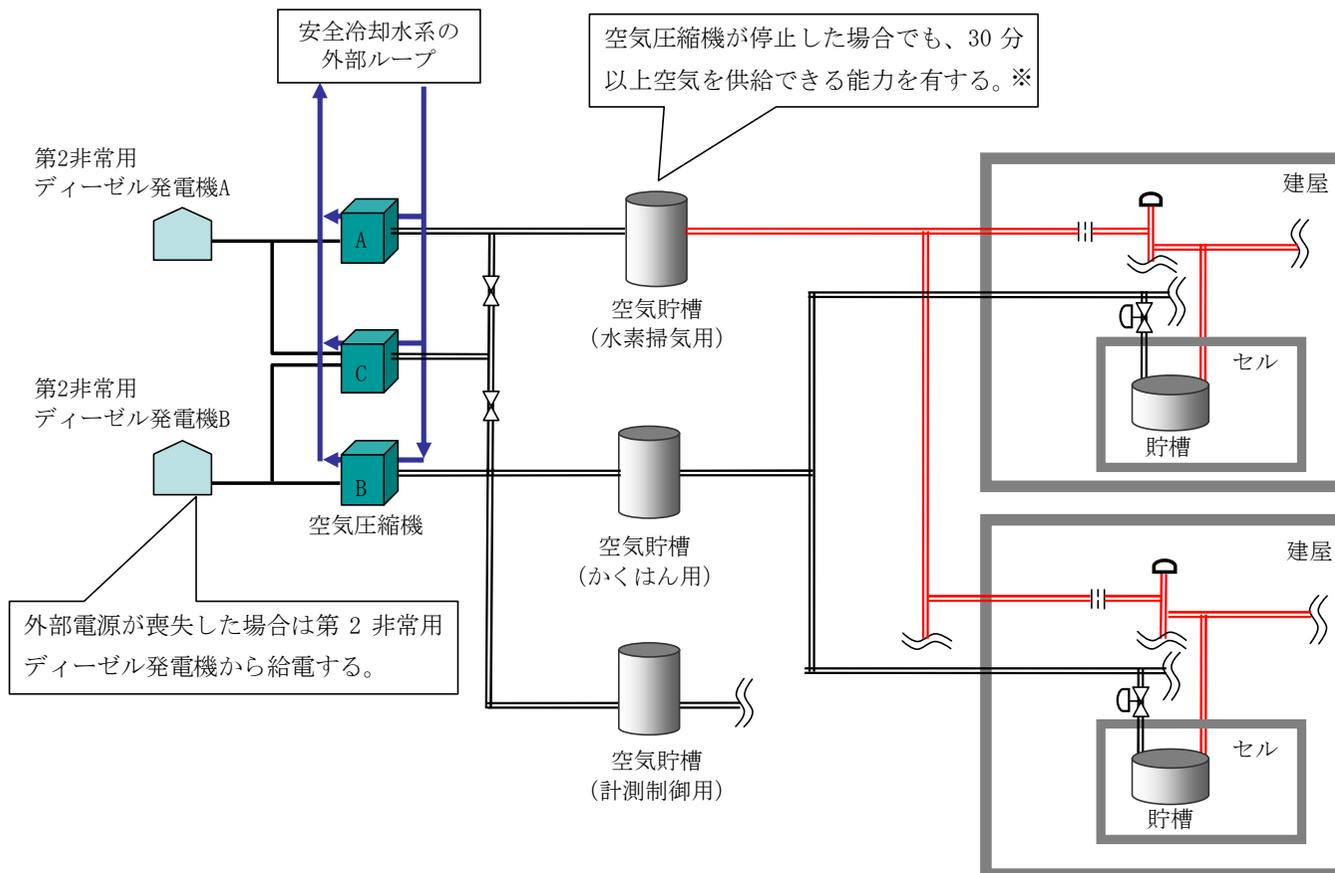 安全冷却水系の
外部ループ
空気圧縮機が停止した場合でも、30 分
以上空気を供給できる能力を有する。※
第2非常用
ディーゼル発電機A
建屋
A
空気貯槽
(水素掃気用)
セル
C
第2非常用
ディーゼル発電機B
貯槽
B
空気圧縮機
空気貯槽
(かくはん用)
建屋
外部電源が喪失した場合は第 2 非常用
ディーゼル発電機から給電する。
セル
空気貯槽
(計測制御用)
貯槽